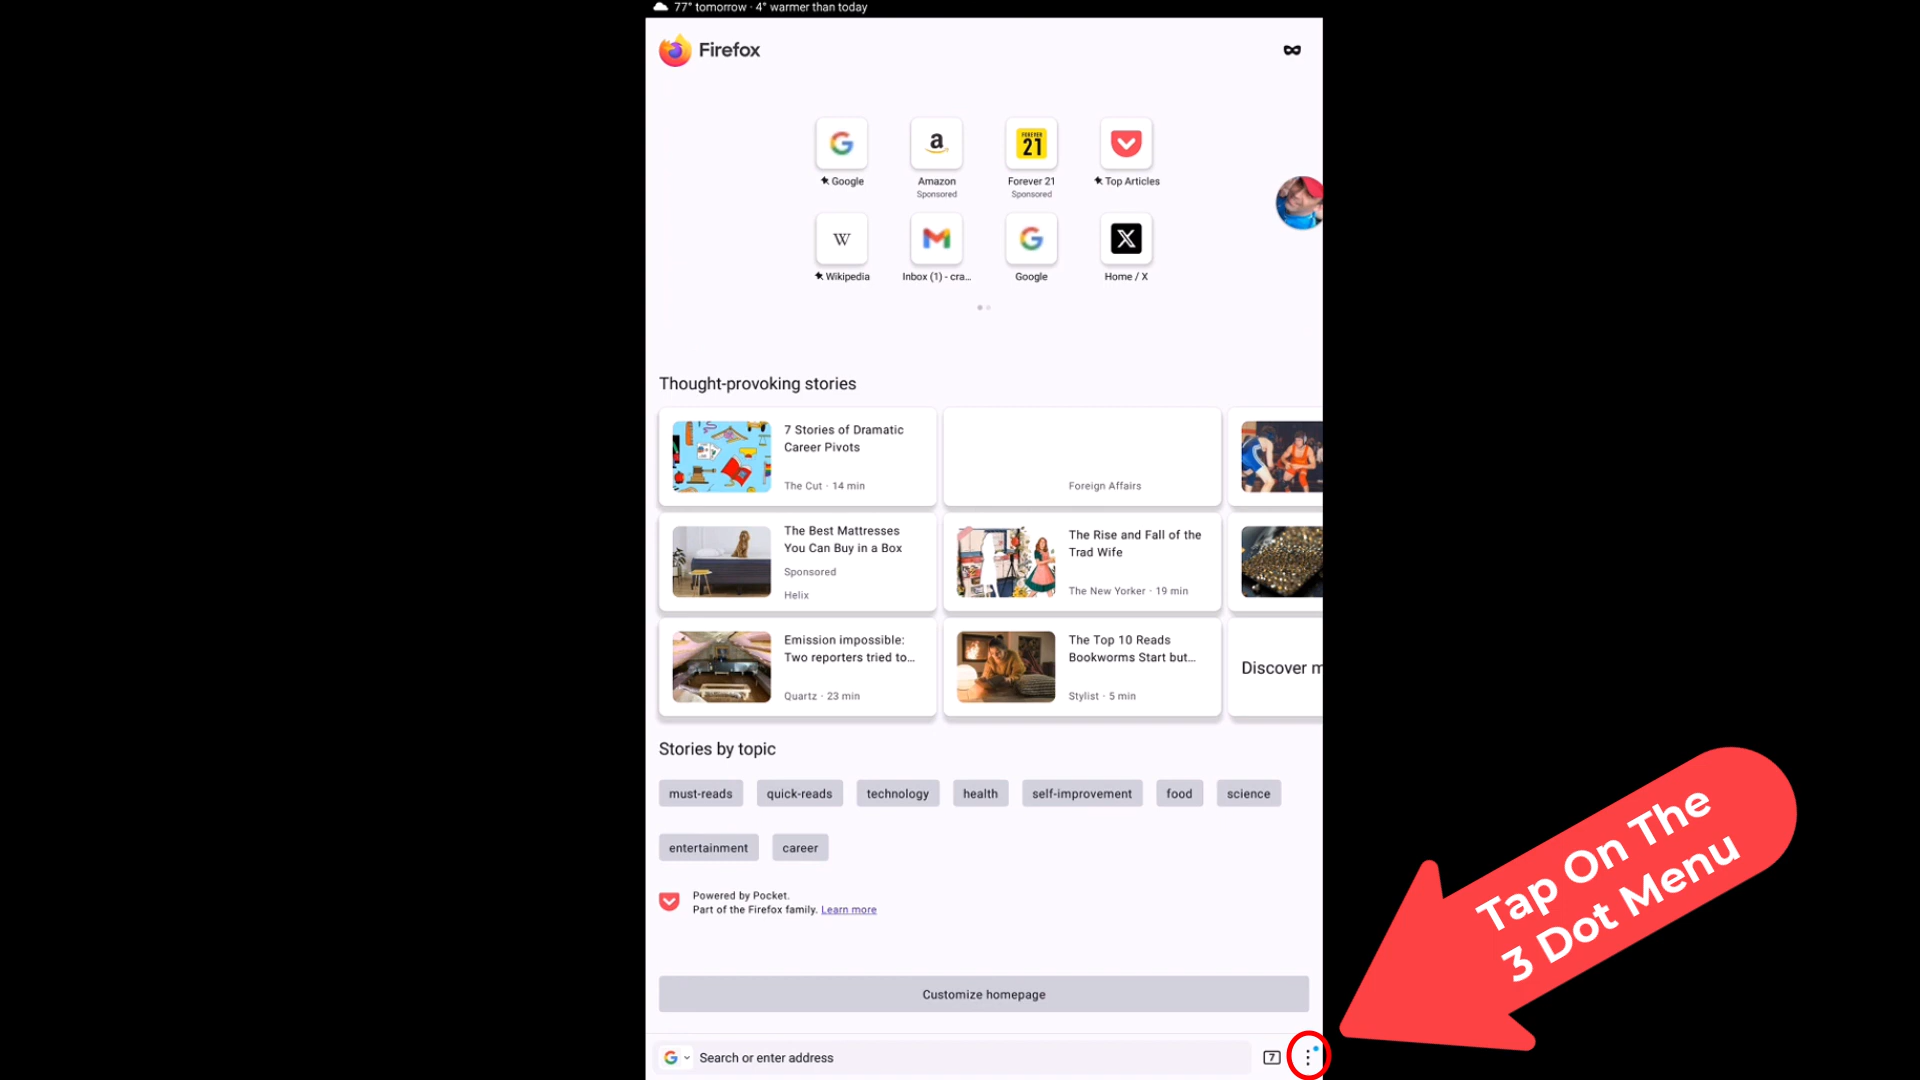 77° tomorrow · 4° warmer than today
Firefox
Google
Amazon
Sponsored
FOREVER
21
Forever 21
Sponsored
Top Articles
W
Wikipedia
Inbox (1) - cra...
Google
X
Home / X
Thought-provoking stories
7 Stories of Dramatic
Career Pivots
The Cut · 14 min
Foreign Affairs
The Best Mattresses
You Can Buy in a Box
Sponsored
Helix
The Rise and Fall of the
Trad Wife
The New Yorker · 19 min
Emission impossible:
Two reporters tried to...
Quartz · 23 min
The Top 10 Reads
Bookworms Start but...
Stylist · 5 min
Discover m
Stories by topic
must-reads quick-reads technology health self-improvement food science
entertainment career
Powered by Pocket.
Part of the Firefox family. Learn more
Customize homepage
Search or enter address
7
Tap On The
3 Dot Menu